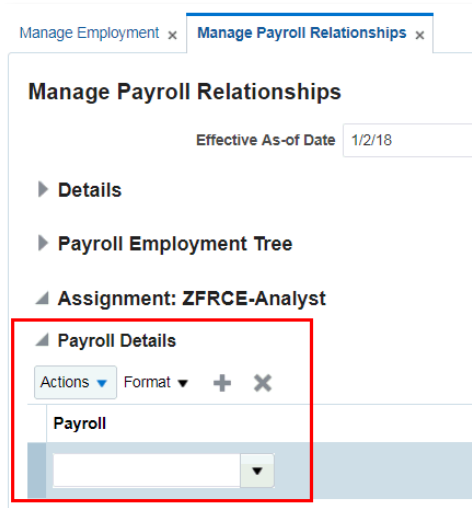 Manage Employment x Manage Payroll Relationships x
Manage Payroll Relationships
Effective As-of Date 1/2/18
Details
Payroll Employment Tree
Assignment: ZFRCE-Analyst
Payroll Details
Actions Format
Payroll